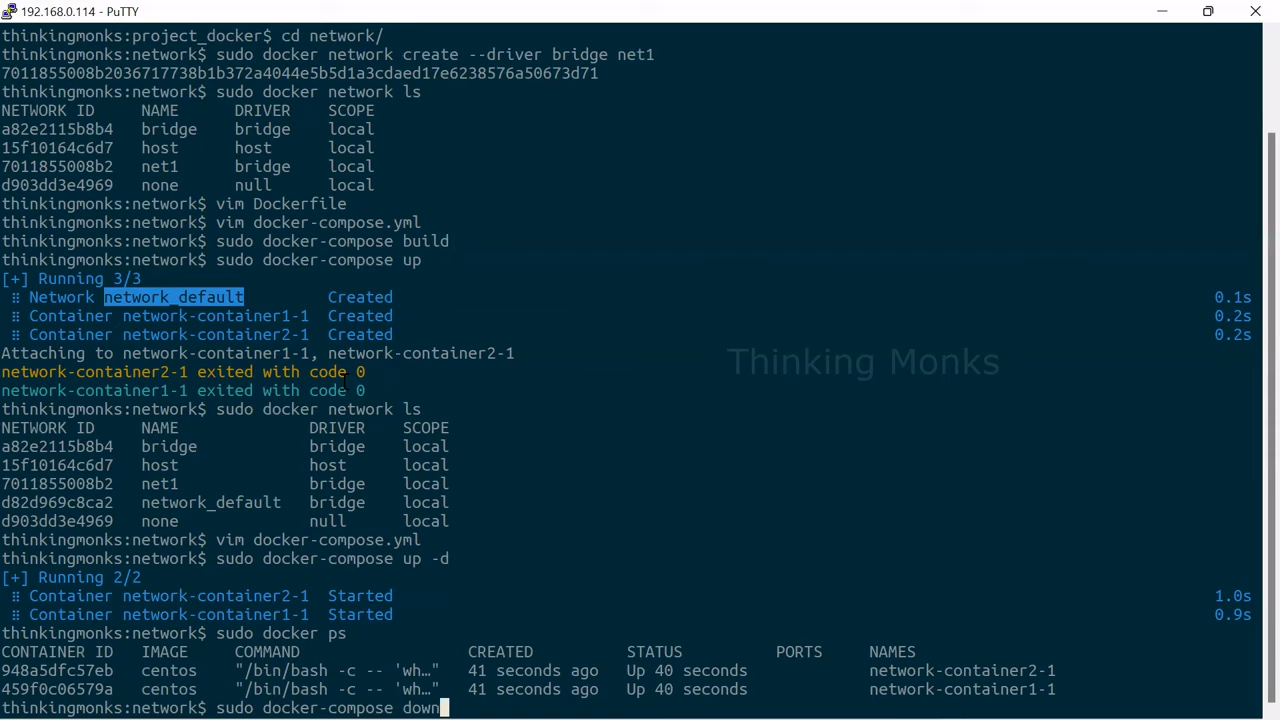 192.168.0.114 - PuTTY
thinkingmonks:project_docker$ cd network/
thinkingmonks:network$ sudo docker network create --driver bridge net1
7011855008b2036717738b1b372a4044e5b5d1a3cdaed17e6238576a50673d71
thinkingmonks:network$ sudo docker network ls
NETWORK ID NAME DRIVER SCOPE
a82e2115b8b4 bridge bridge local
15f10164c6d7 host host local
7011855008b2 net1 bridge local
d903dd3e4969 none null local
thinkingmonks:network$ vim Dockerfile
thinkingmonks:network$ vim docker-compose.yml
thinkingmonks:network$ sudo docker-compose build
thinkingmonks:network$ sudo docker-compose up
[+] Running 3/3
⠿ Network network_default Created 0.1s
⠿ Container network-container1-1 Created 0.2s
⠿ Container network-container2-1 Created 0.2s
Attaching to network-container1-1, network-container2-1
network-container2-1 exited with code 0
network-container1-1 exited with code 0
thinkingmonks:network$ sudo docker network ls
NETWORK ID NAME DRIVER SCOPE
a82e2115b8b4 bridge bridge local
15f10164c6d7 host host local
7011855008b2 net1 bridge local
d82d969c8ca2 network_default bridge local
d903dd3e4969 none null local
thinkingmonks:network$ vim docker-compose.yml
thinkingmonks:network$ sudo docker-compose up -d
[+] Running 2/2
⠿ Container network-container2-1 Started 1.0s
⠿ Container network-container1-1 Started 0.9s
thinkingmonks:network$ sudo docker ps
CONTAINER ID IMAGE COMMAND CREATED STATUS PORTS NAMES
948a5dfc57eb centos "/bin/bash -c -- 'wh…" 41 seconds ago Up 40 seconds network-container2-1
459f0c06579a centos "/bin/bash -c -- 'wh…" 41 seconds ago Up 40 seconds network-container1-1
thinkingmonks:network$ sudo docker-compose down
Thinking Monks